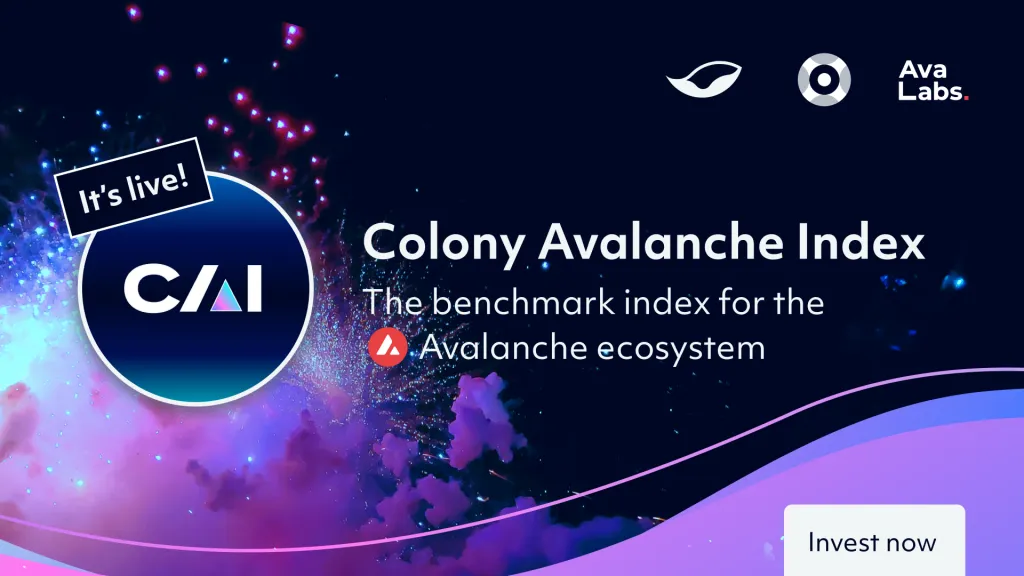 Ava
Labs.
It's live!
CAI
Colony Avalanche Index
The benchmark index for the
Avalanche ecosystem
Invest now